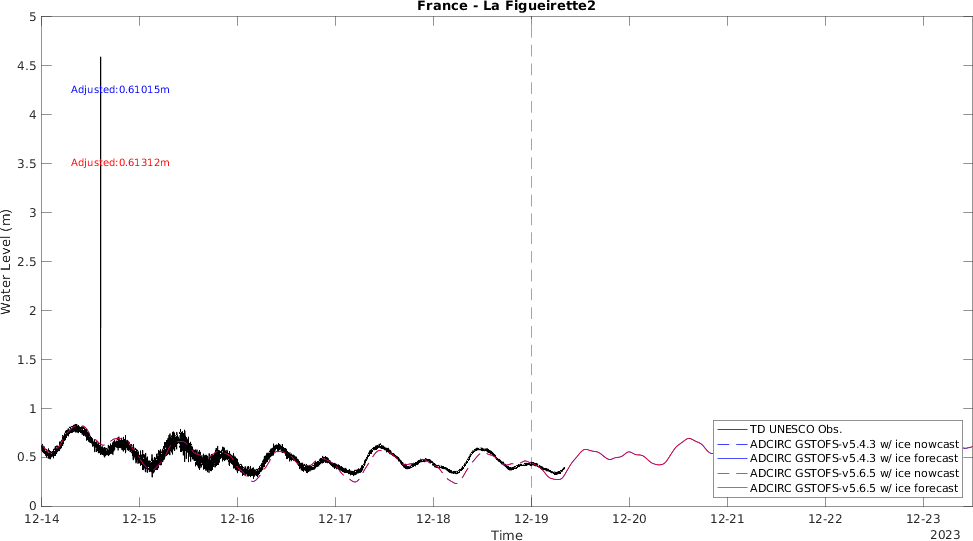 France - La Figueirette2
5
4.5
4
3.5
3
2.5
2
1.5
1
0.5
0
Water Level (m)
Adjusted:0.61015m
Adjusted:0.61312m
TD UNESCO Obs.
ADCIRC GSTOFS-v5.4.3 w/ ice nowcast
ADCIRC GSTOFS-v5.4.3 w/ ice forecast
ADCIRC GSTOFS-v5.6.5 w/ ice nowcast
ADCIRC GSTOFS-v5.6.5 w/ ice forecast
12-14 12-15 12-16 12-17 12-18 12-19 12-20 12-21 12-22 12-23
Time
2023